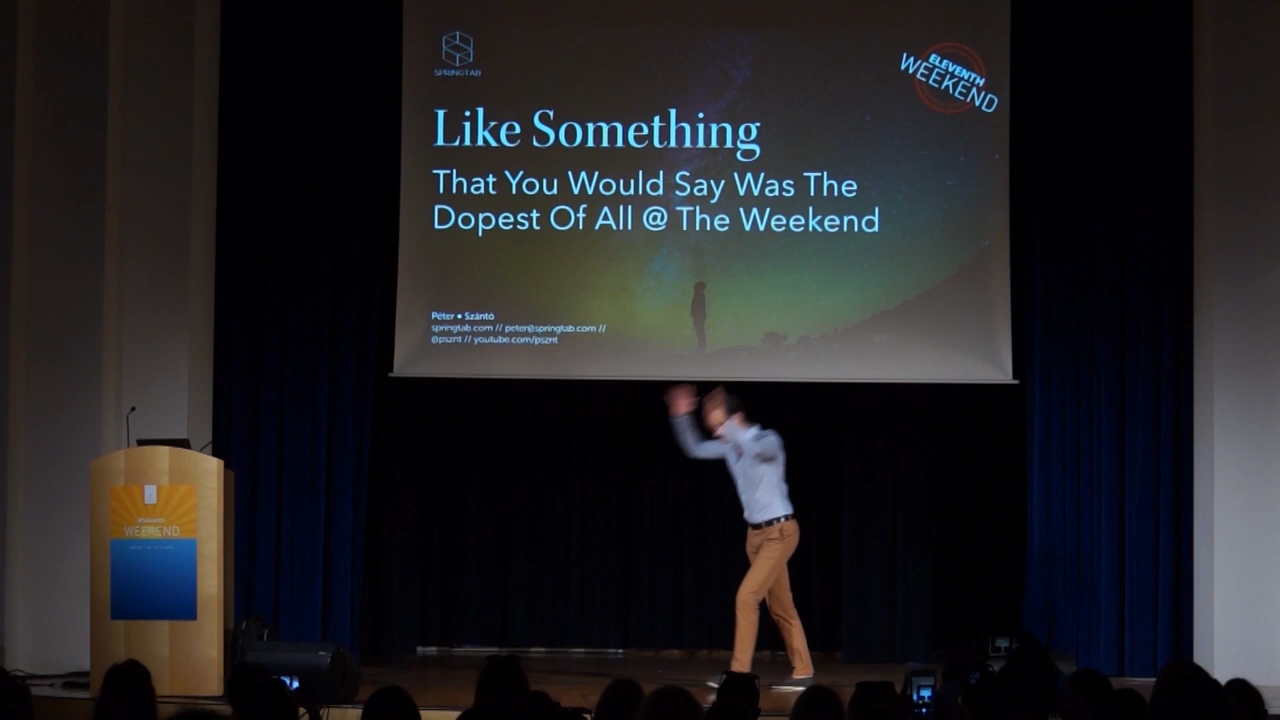 SPRINGTAB
ELEVENTH
WEEKEND
Like Something
That You Would Say Was The
Dopest Of All @ The Weekend
Péter • Szántó
springtab.com // peter@springtab.com //
@psznt // youtube.com/psznt
WEEKEND